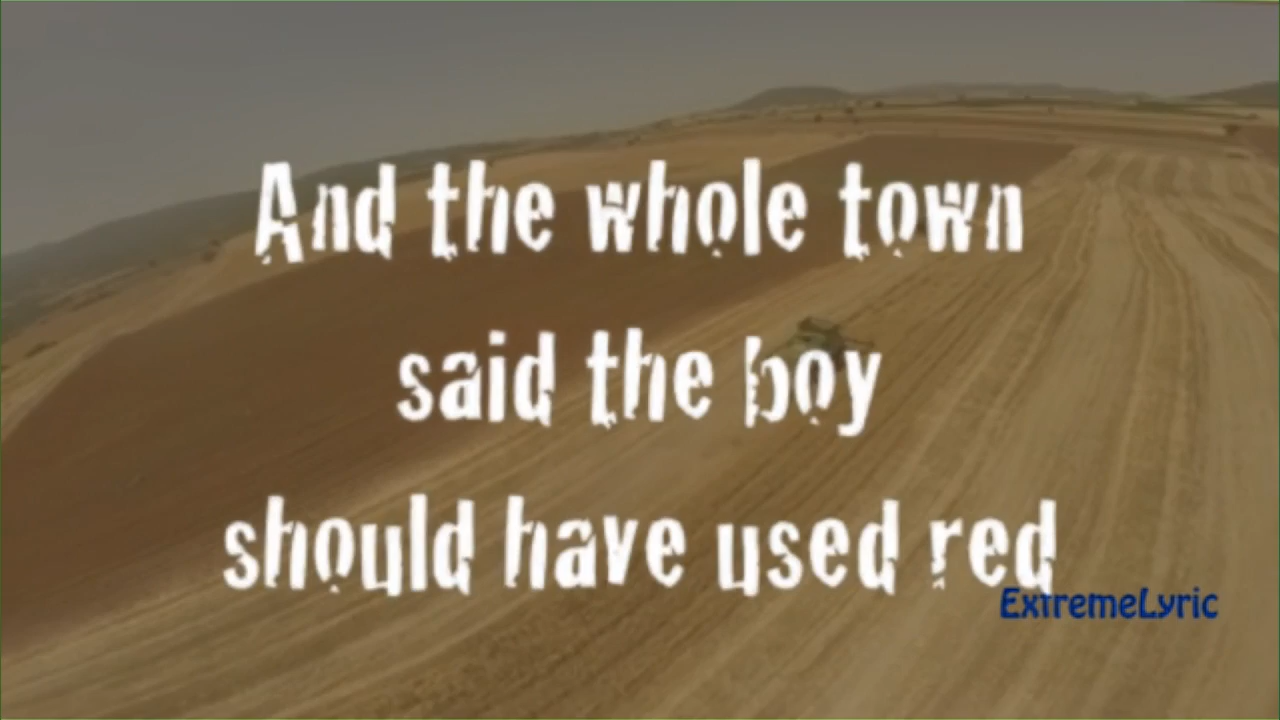 And the whole town
said the boy
should have used red
ExtremeLyric